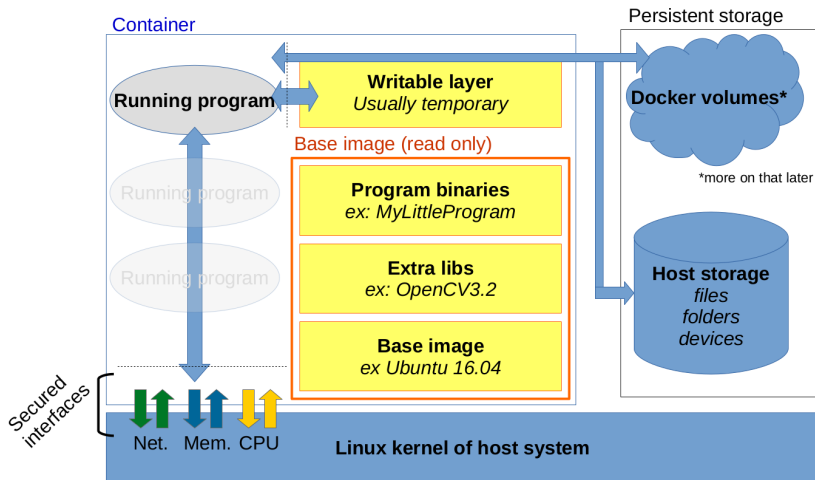 Container
Persistent storage
Running program
Writable layer
Usually temporary
Docker volumes*
*more on that later
Base image (read only)
Running program
Running program
Program binaries
ex: MyLittleProgram
Extra libs
ex: OpenCV3.2
Base image
ex Ubuntu 16.04
Host storage
files
folders
devices
Secured
interfaces
Net.
Mem.
CPU
Linux kernel of host system